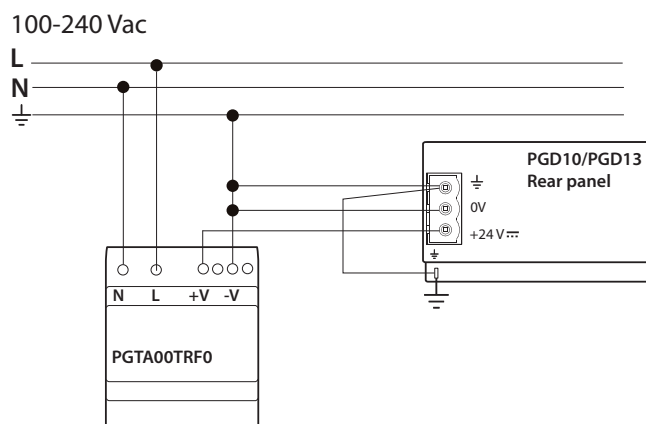 100-240 Vac
L
N
PGD10/PGD13
Rear panel
0V
+24 V⎓
N L +V -V
PGTA00TRF0